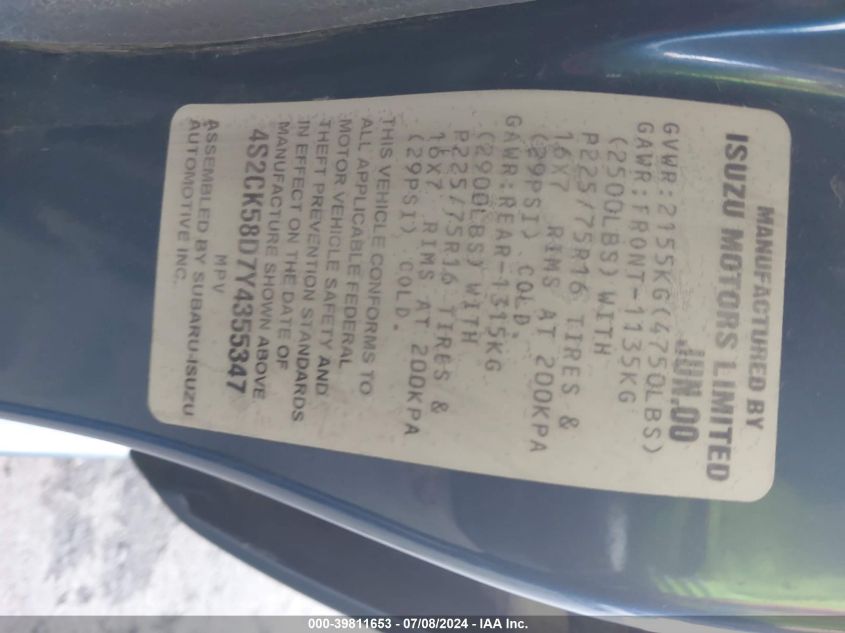 MANUFACTURED BY
ISUZU MOTORS LIMITED
JUN.00
GVWR:2155KG(4750LBS)
GAWR:FRONT-1135KG
(2500LBS) WITH
P225/75R16 TIRES &
16X7 RIMS AT 200KPA
(29PSI) COLD.
GAWR:REAR-1315KG
(2900LBS) WITH
P225/75R16 TIRES &
16X7 RIMS AT 200KPA
(29PSI) COLD.
THIS VEHICLE CONFORMS TO
ALL APPLICABLE FEDERAL
MOTOR VEHICLE SAFETY AND
THEFT PREVENTION STANDARDS
IN EFFECT ON THE DATE OF
MANUFACTURE SHOWN ABOVE
4S2CK58D7Y4355347
MPV
ASSEMBLED BY SUBARU-ISUZU
AUTOMOTIVE INC.
000-39811653 - 07/08/2024 - IAA Inc.